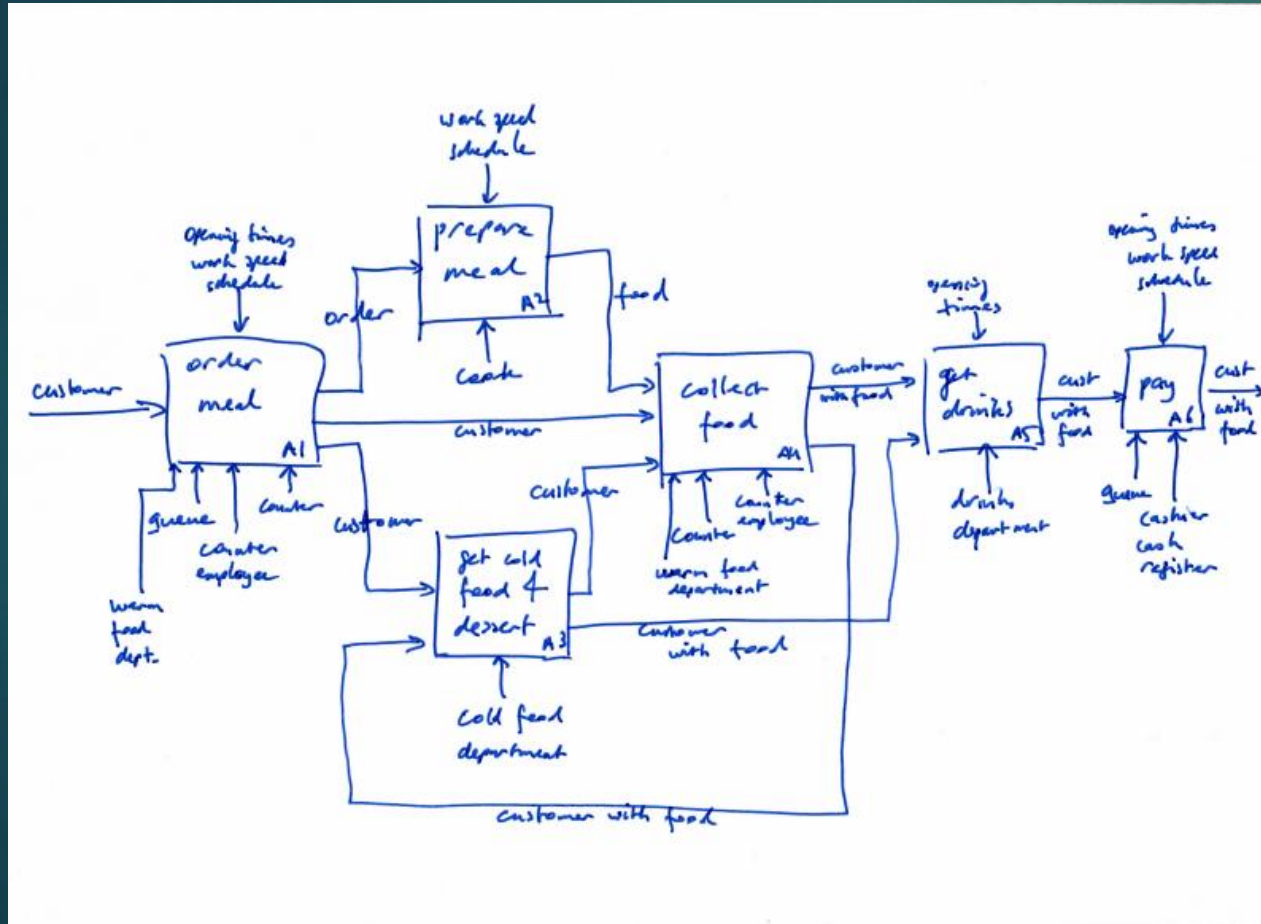 work speed
schedule
prepare
meal
A2
cook
opening times
work speed
schedule
order
meal
A1
customer
warm
food
dept.
queue
counter
employee
counter
order
customer
customer
food
get cold
food &
dessert
A3
cold food
department
customer
customer with food
customer
with food
collect
food
A4
warm food
department
counter
counter
employee
customer
with food
opening
times
get
drinks
A5
drinks
department
cust
with
food
opening times
work speed
schedule
pay
A6
queue
cashier
cash
register
cust
with
food